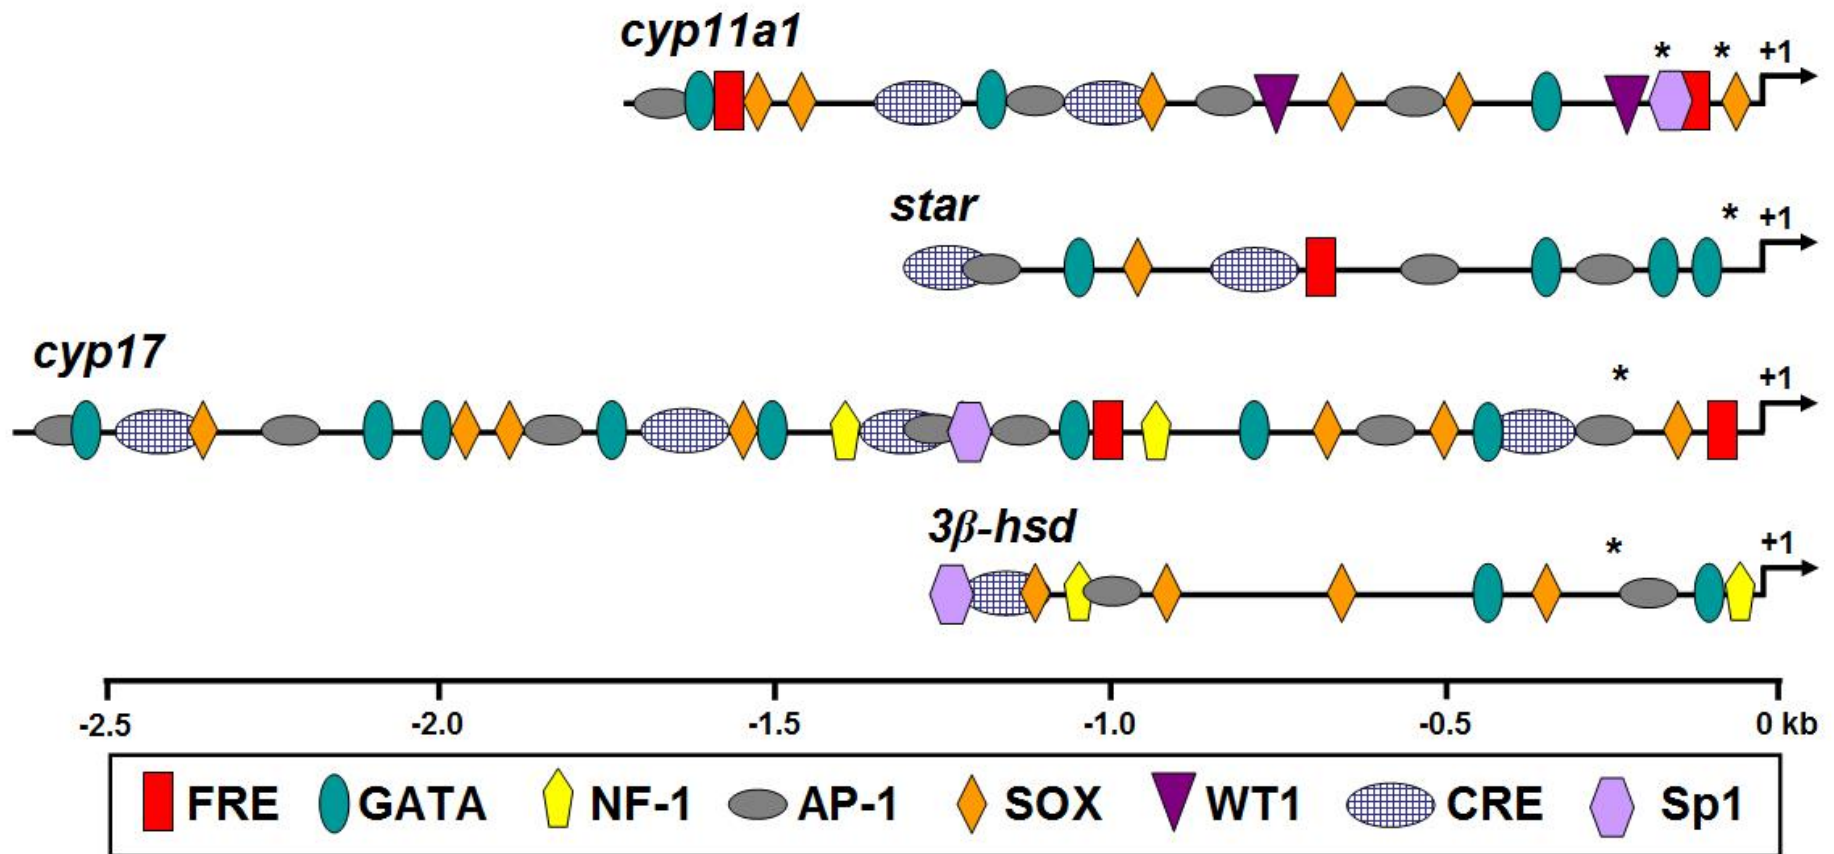 cyp11a1
* * +1
star
* +1
cyp17
* +1
3β-hsd
* +1
-2.5 -2.0 -1.5 -1.0 -0.5 0 kb
FRE GATA NF-1 AP-1 SOX WT1 CRE Sp1